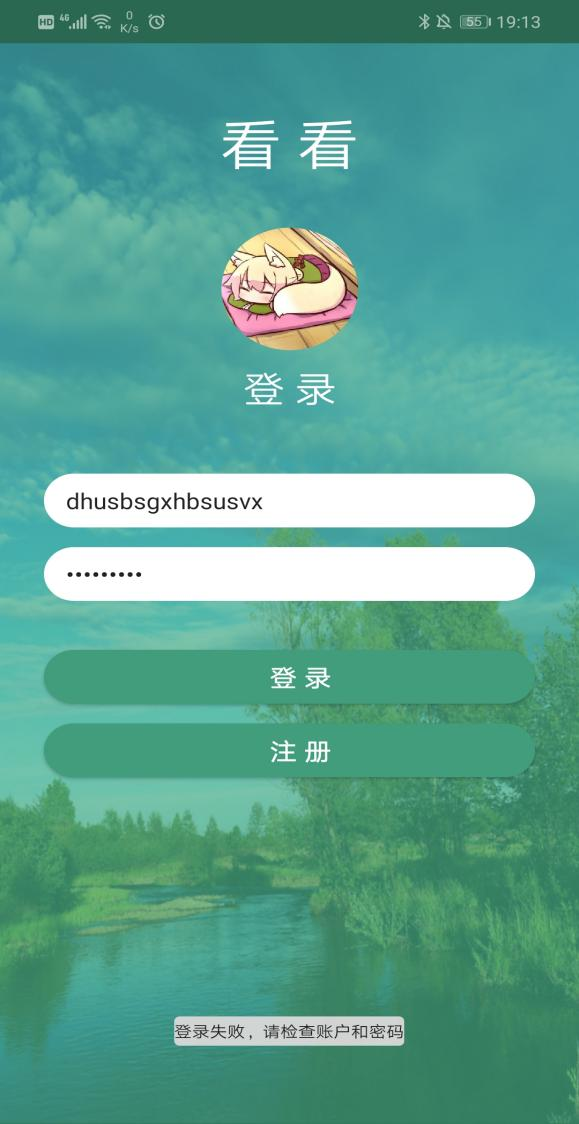 HD 4G 0 K/s 55 19:13
看看
登录
dhusbsgxhbsusvx
•••••••••
登录
注册
登录失败，请检查账户和密码